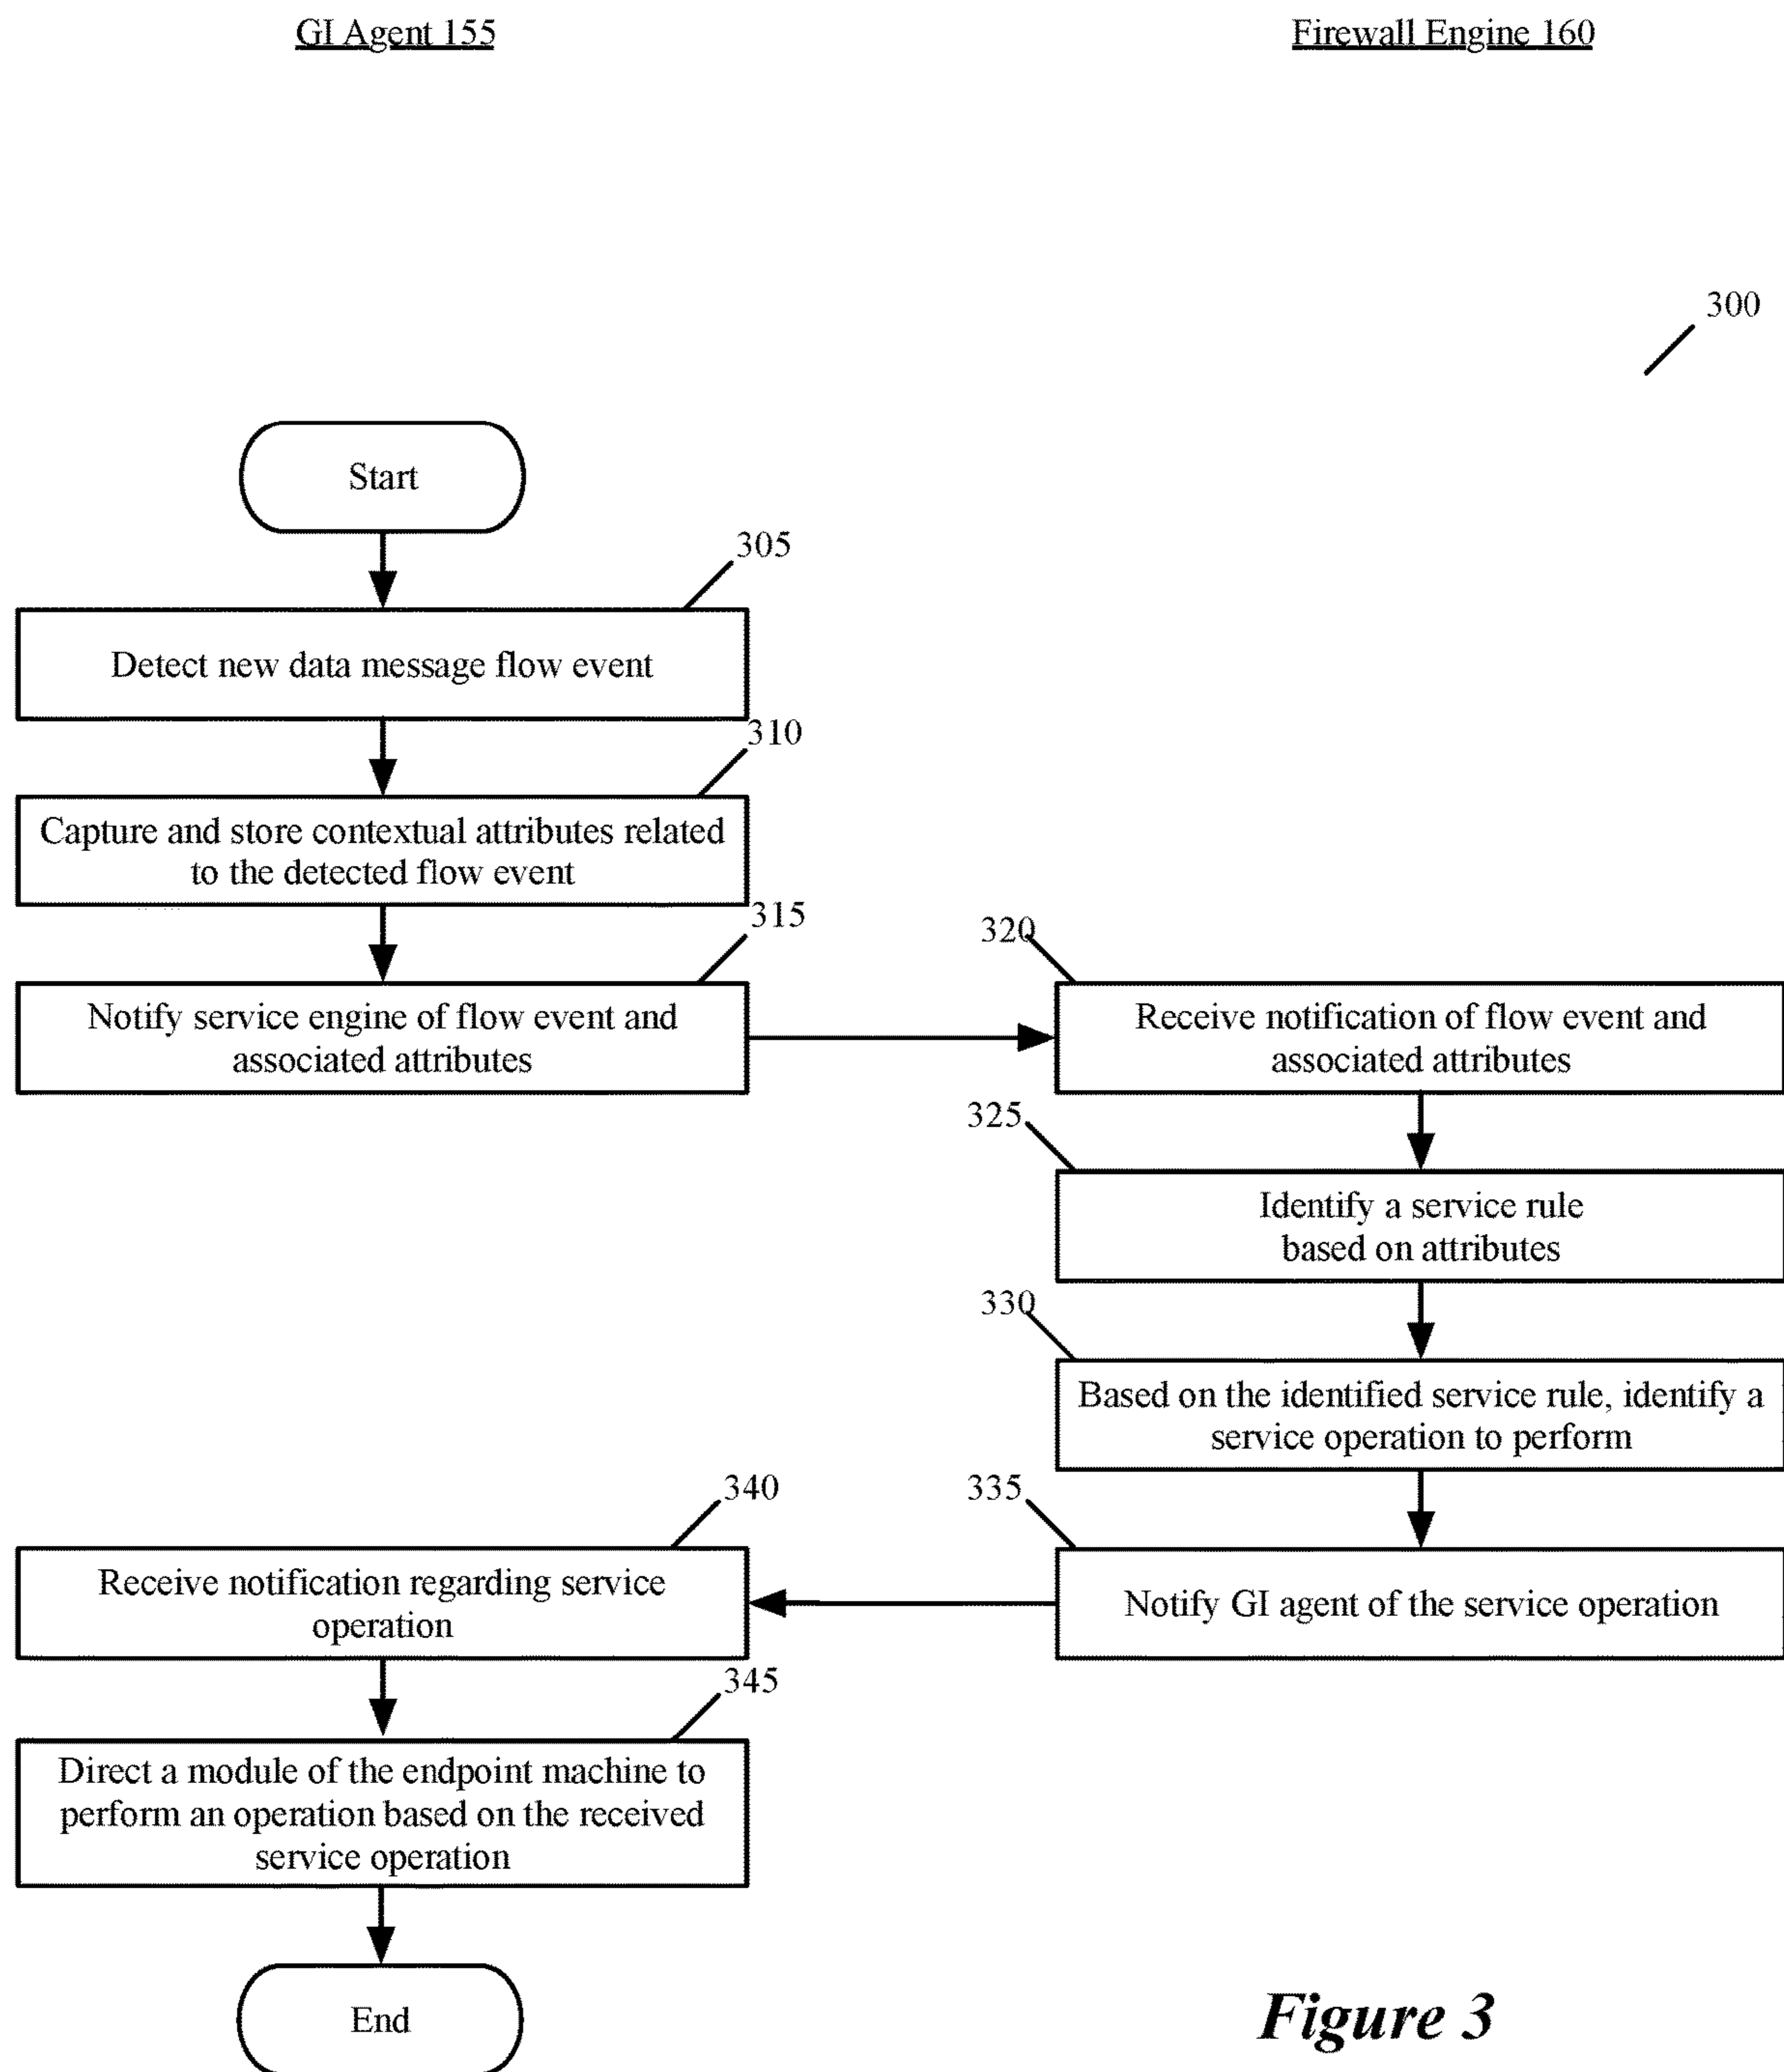 GI Agent 155
Firewall Engine 160
300
Start
305
Detect new data message flow event
310
Capture and store contextual attributes related
to the detected flow event
315
Notify service engine of flow event and
associated attributes
320
Receive notification of flow event and
associated attributes
325
Identify a service rule
based on attributes
330
Based on the identified service rule, identify a
service operation to perform
335
Notify GI agent of the service operation
340
Receive notification regarding service
operation
345
Direct a module of the endpoint machine to
perform an operation based on the received
service operation
End
Figure 3